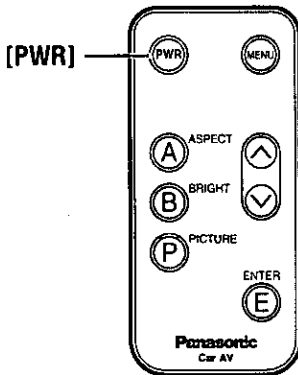 [PWR]
PWR MENU
A ASPECT
B BRIGHT
P PICTURE
ENTER
E
Panasonic
Car AV